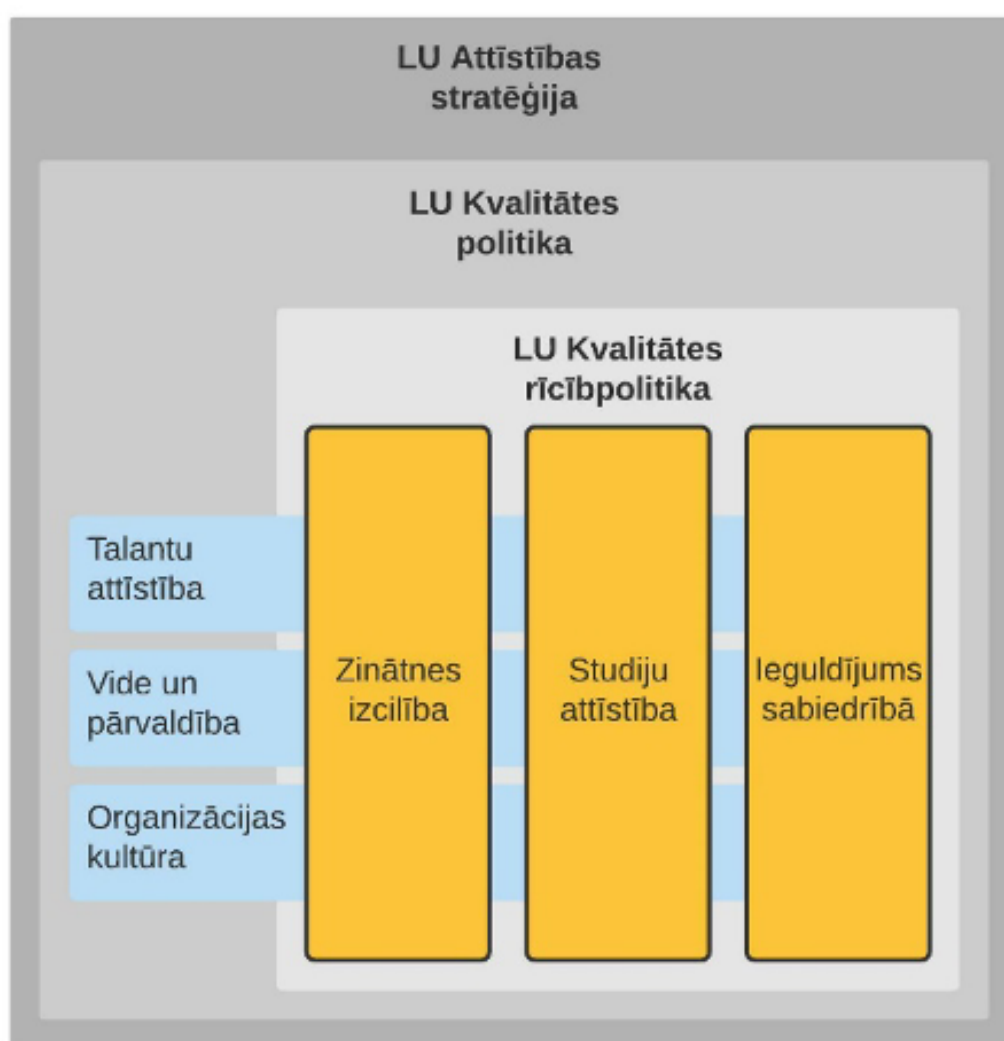 LU Attīstības
stratēģija
LU Kvalitātes
politika
LU Kvalitātes
rīcībpolitika
Talantu
attīstība
Vide un
pārvaldība
Organizācijas
kultūra
Zinātnes
izcilība
Studiju
attīstība
Ieguldījums
sabiedrībā